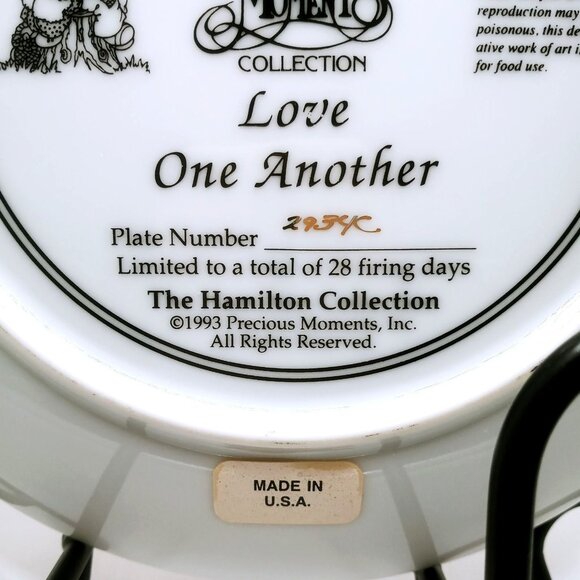 MOMENTS
COLLECTION
reproduction may
poisonous, this de
ative work of art i
for food use.
Love
One Another
Plate Number 2934C
Limited to a total of 28 firing days
The Hamilton Collection
©1993 Precious Moments, Inc.
All Rights Reserved.
MADE IN
U.S.A.